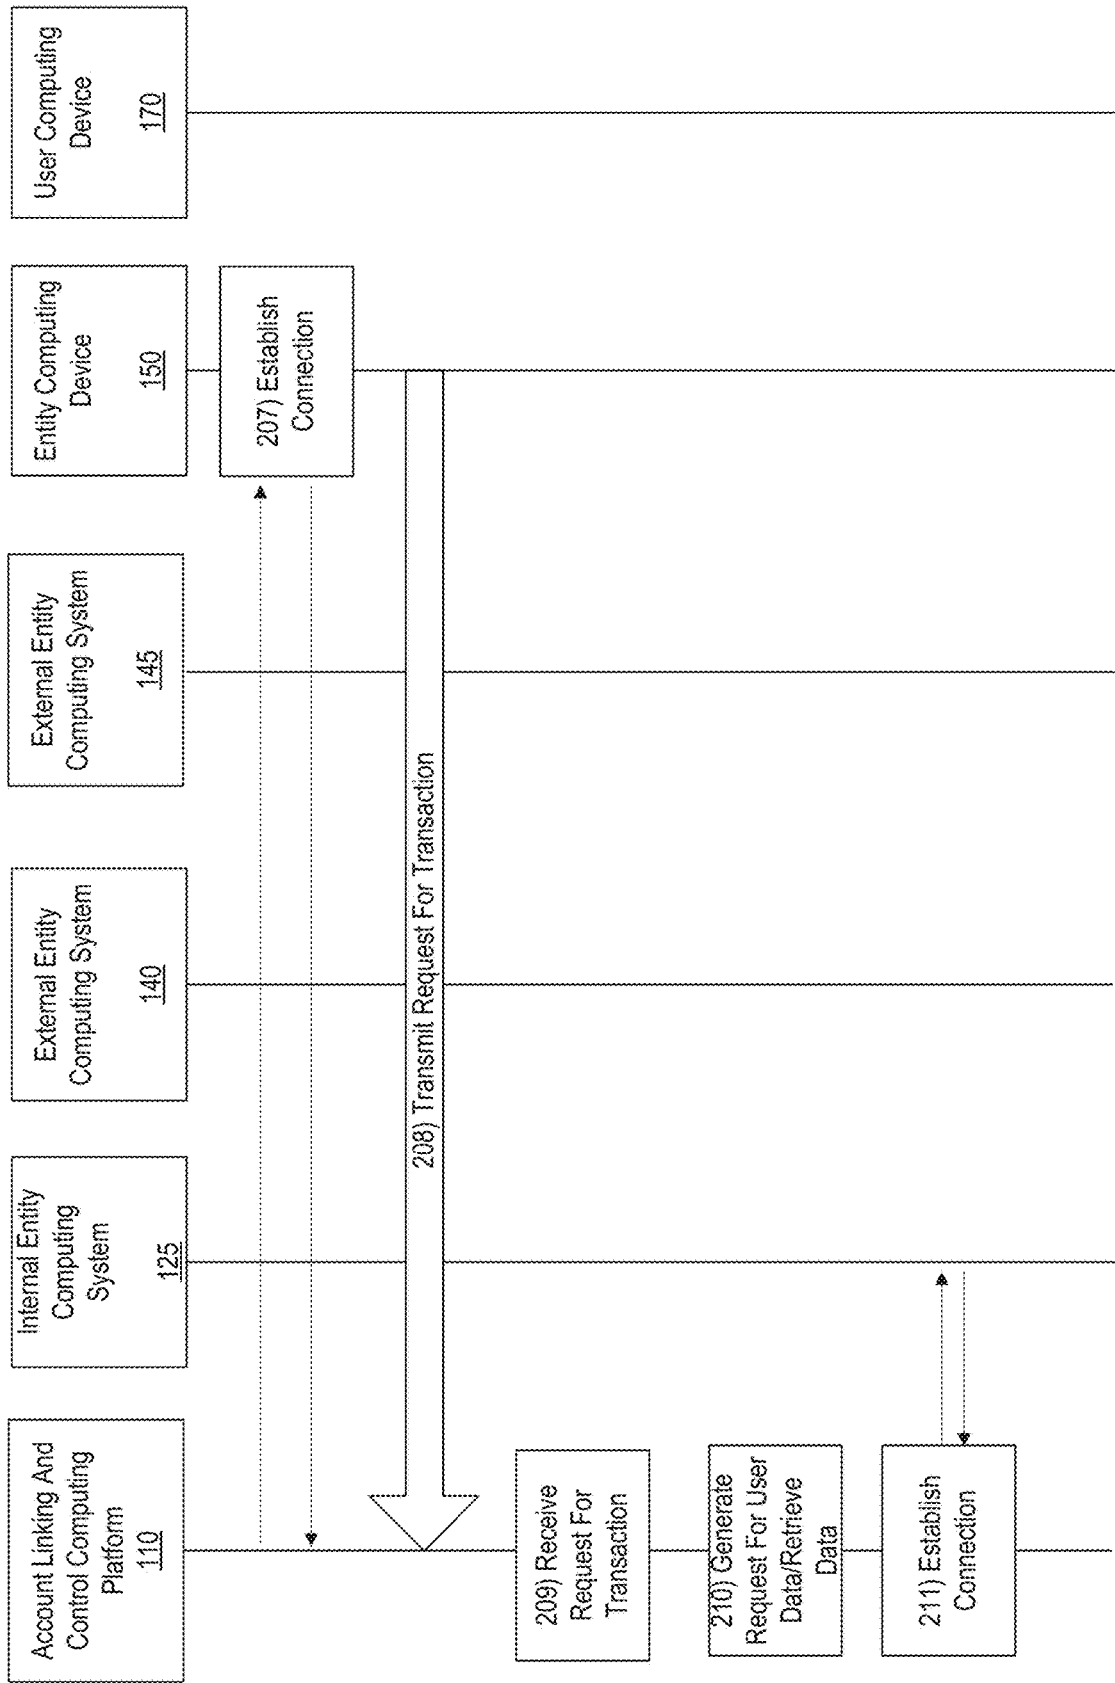 Account Linking And
Control Computing
Platform
110
Internal Entity
Computing
System
125
External Entity
Computing System
140
External Entity
Computing System
145
Entity Computing
Device
150
User Computing
Device
170
207) Establish
Connection
208) Transmit Request For Transaction
209) Receive
Request For
Transaction
210) Generate
Request For User
Data/Retrieve
Data
211) Establish
Connection